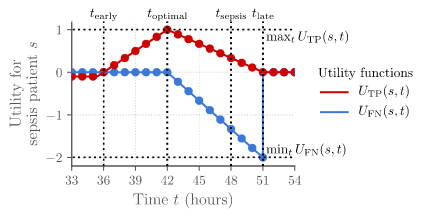 t_early t_optimal t_sepsis t_late
1
max_t U_TP(s, t)
0
−1
−2
min_t U_FN(s, t)
Utility for
sepsis patient s
33 36 39 42 45 48 51 54
Time t (hours)
Utility functions
U_TP(s, t)
U_FN(s, t)